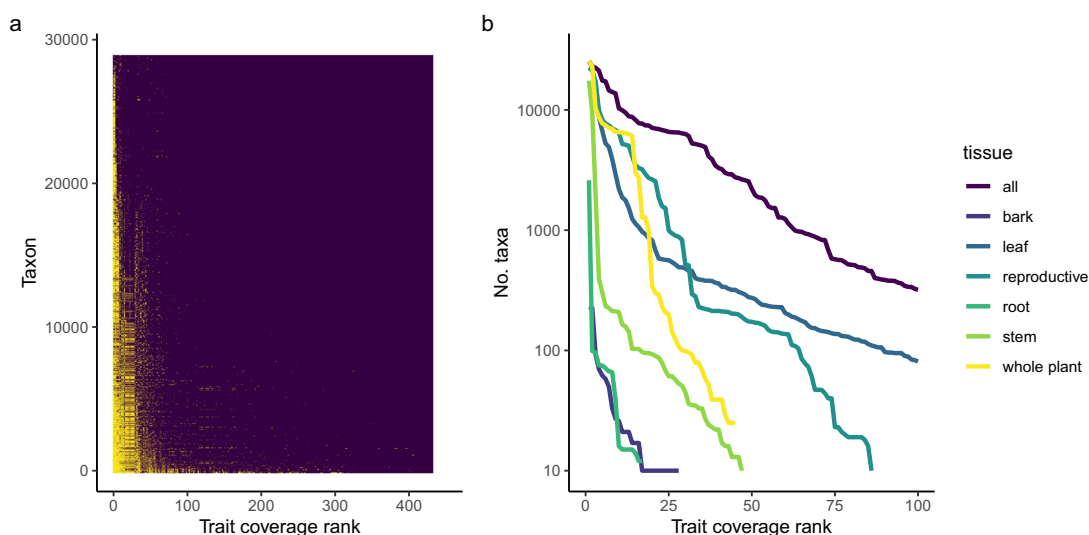 a
Taxon
30000
20000
10000
0
0
100
200
300
400
Trait coverage rank
b
No. taxa
10000
1000
100
10
0
25
50
75
100
Trait coverage rank
tissue
all
bark
leaf
reproductive
root
stem
whole plant